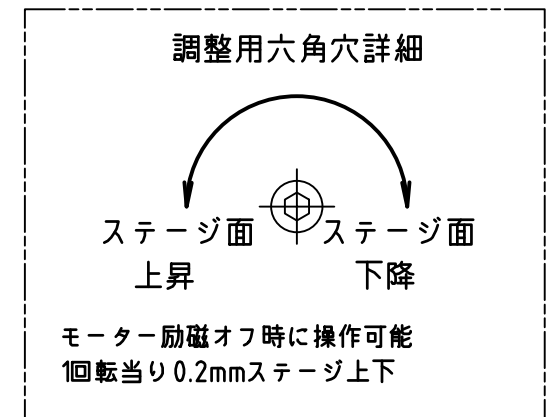 調整用六角穴詳細
ステージ面 ステージ面
上昇 下降
モーター励磁オフ時に操作可能
1回転当り0.2mmステージ上下